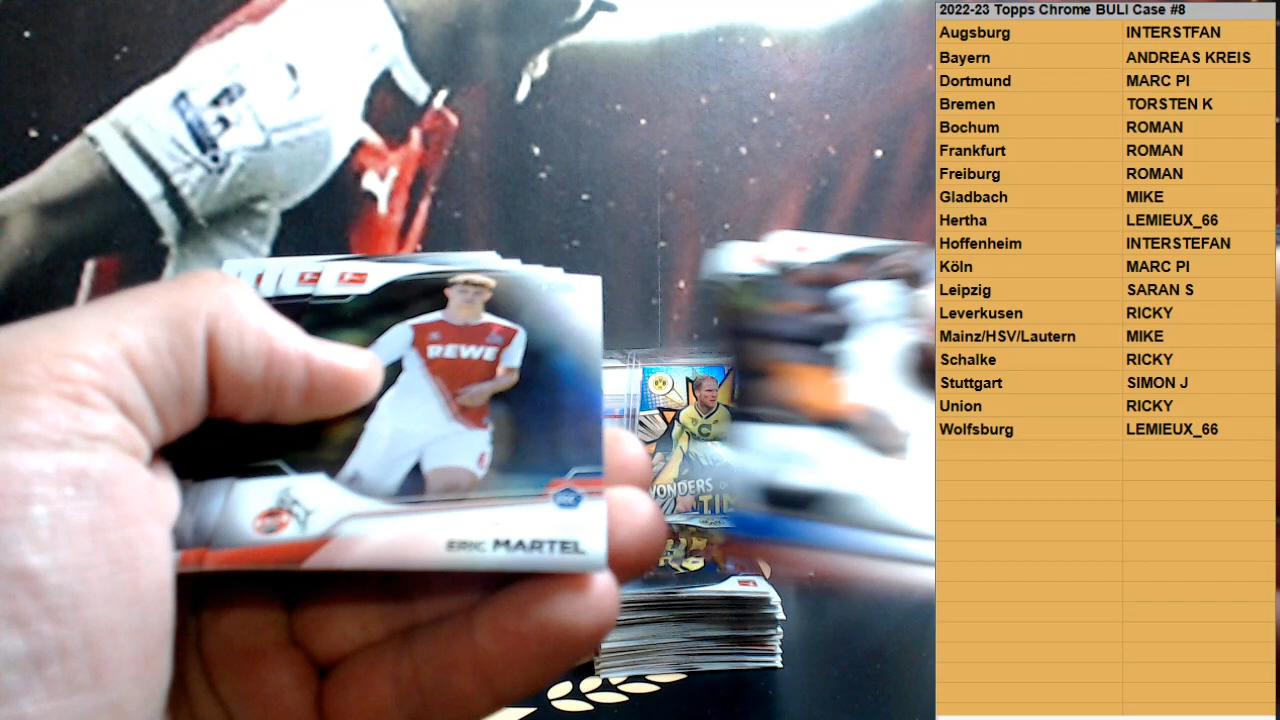 2022-23 Topps Chrome BULI Case #8
Augsburg INTERSTFAN
Bayern ANDREAS KREIS
Dortmund MARC PI
Bremen TORSTEN K
Bochum ROMAN
Frankfurt ROMAN
Freiburg ROMAN
Gladbach MIKE
Hertha LEMIEUX_66
Hoffenheim INTERSTEFAN
Köln MARC PI
Leipzig SARAN S
Leverkusen RICKY
Mainz/HSV/Lautern MIKE
Schalke RICKY
Stuttgart SIMON J
Union RICKY
Wolfsburg LEMIEUX_66
REWE
ERIC MARTEL
WONDERS